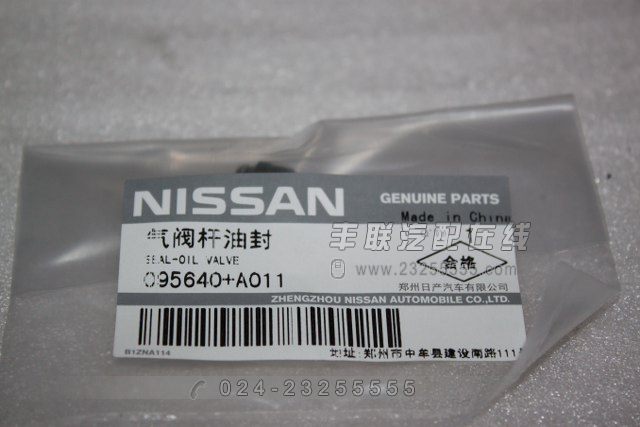 NISSAN
GENUINE PARTS
Made in China
气阀杆油封
1
SEAL-OIL VALVE
丰联汽配在线
www.23255555.com
095640+A011
合格
郑州日产汽车有限公司
ZHENGZHOU NISSAN AUTOMOBILE CO.,LTD.
B1ZNA114
地址:郑州市中牟县建设南路111
024-23255555